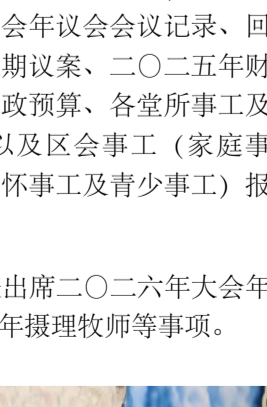 会年议会会议记录、回
期议案、二〇二五年财
政预算、各堂所事工及
以及区会事工（家庭事
怀事工及青少事工）报
出席二〇二六年大会年
年摄理牧师等事项。